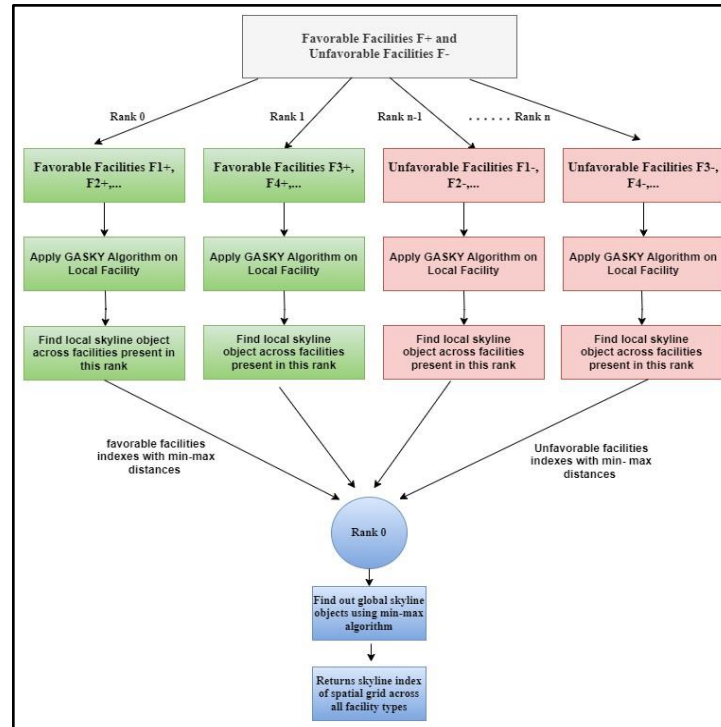 Favorable Facilities F+ and
Unfavorable Facilities F-
Rank 0
Rank 1
Rank n-1
. . . . . . Rank n
Favorable Facilities F1+,
F2+,...
Favorable Facilities F3+,
F4+,...
Unfavorable Facilities F1-,
F2-,...
Unfavorable Facilities F3-,
F4-,...
Apply GASKY Algorithm on
Local Facility
Apply GASKY Algorithm on
Local Facility
Apply GASKY Algorithm on
Local Facility
Apply GASKY Algorithm on
Local Facility
Find local skyline object
across facilities present in
this rank
Find local skyline
object across facilities
present in this rank
Find local skyline
object across facilities
present in this rank
Find local skyline
object across facilities
present in this rank
favorable facilities
indexes with min-max
distances
Unfavorable facilities
indexes with min- max
distances
Rank 0
Find out global skyline
objects using min-max
algorithm
Returns skyline index
of spatial grid across
all facility types